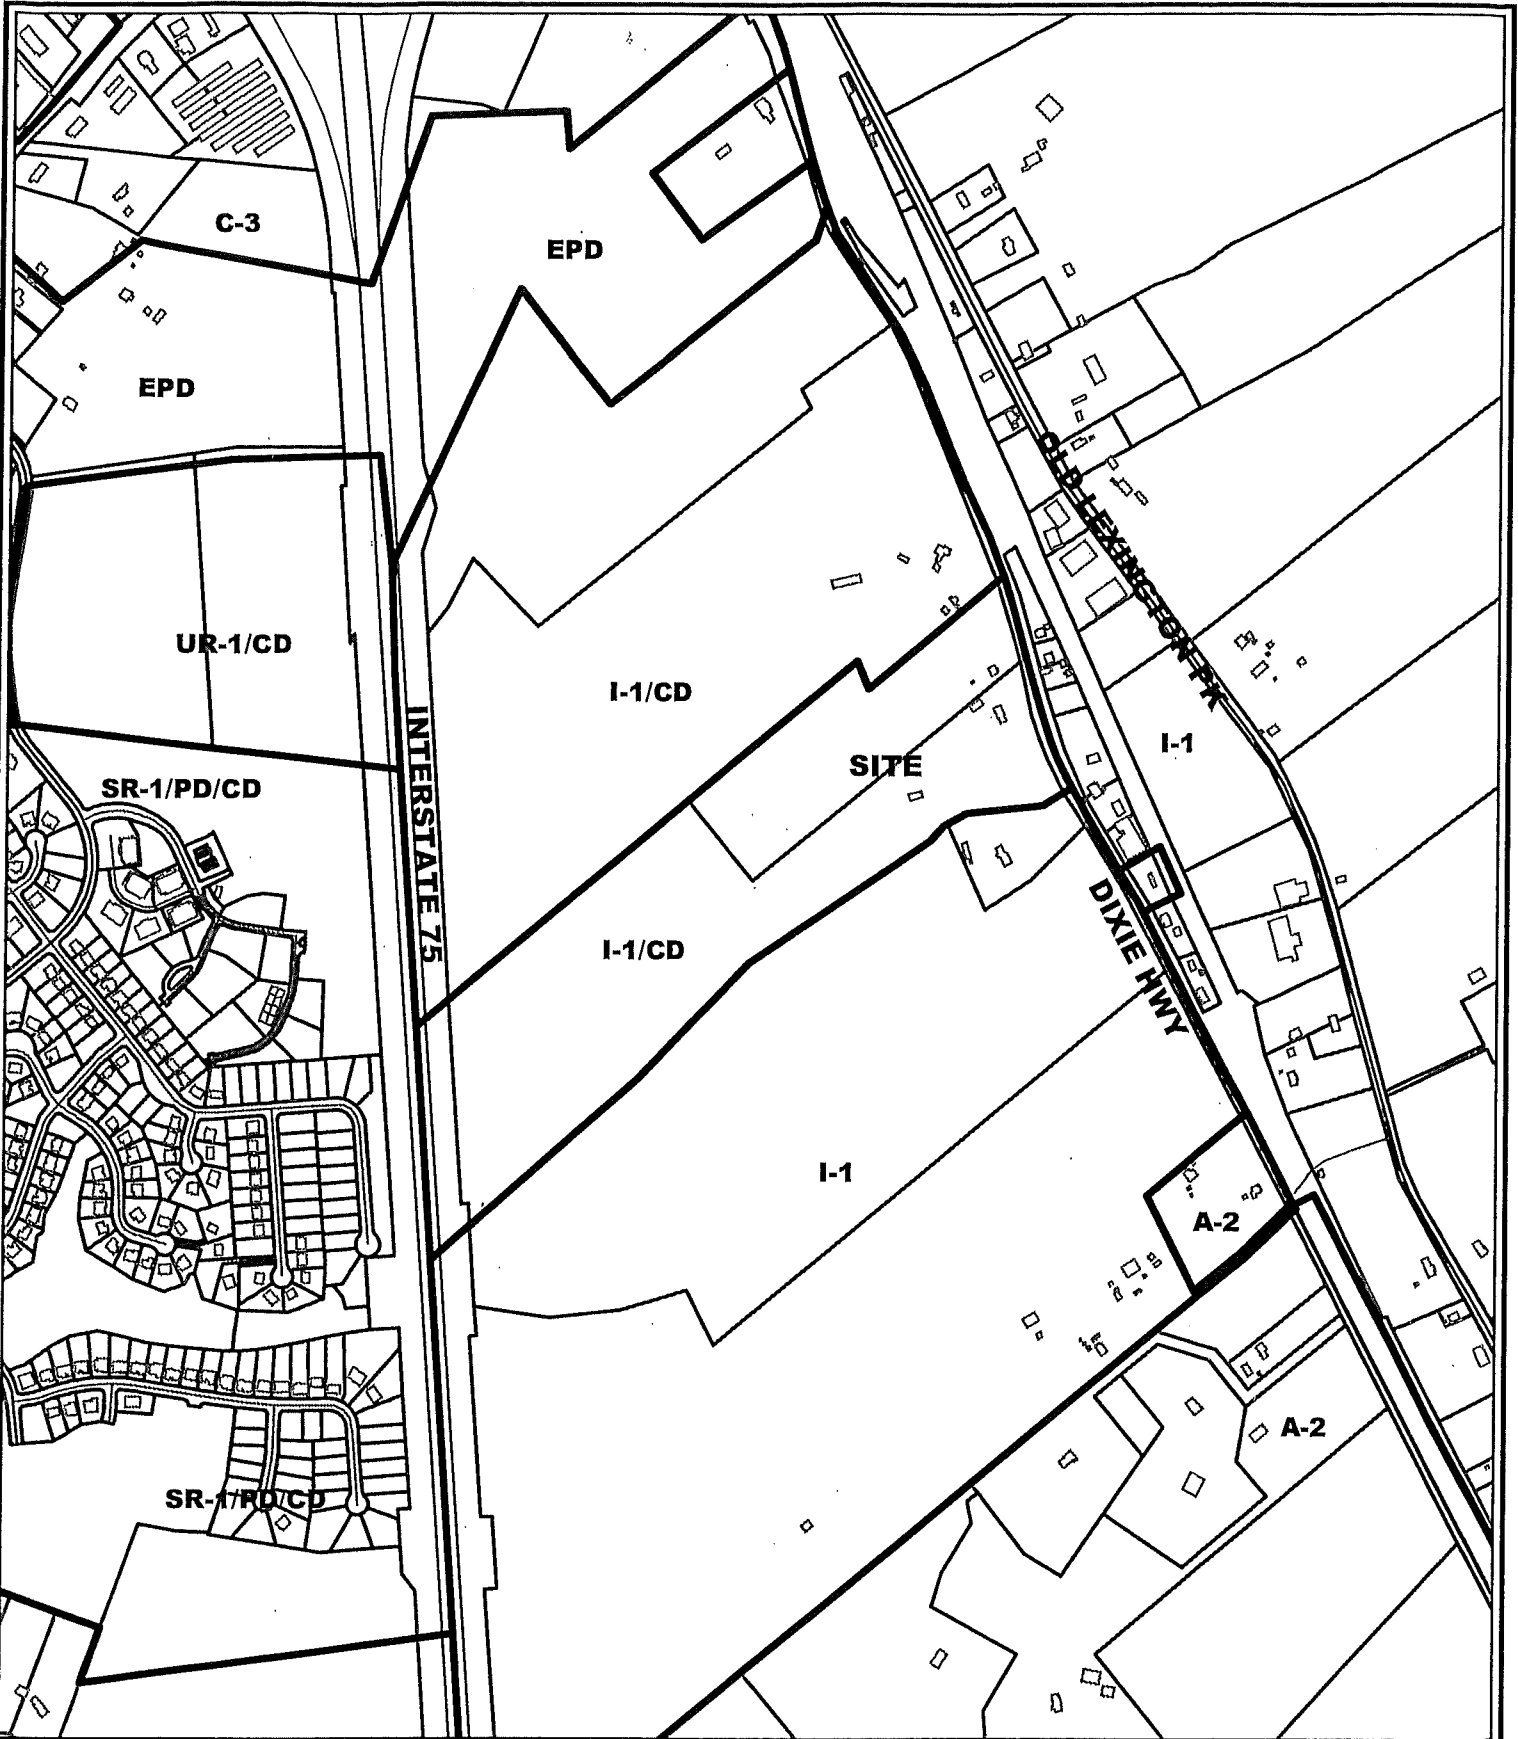 C-3
EPD
EPD
OLD LEXINGTON PK
UR-1/CD
I-1/CD
INTERSTATE 75
I-1
SITE
SR-1/PD/CD
DIXIE HWY
I-1/CD
I-1
A-2
A-2
SR-1/PD/CD